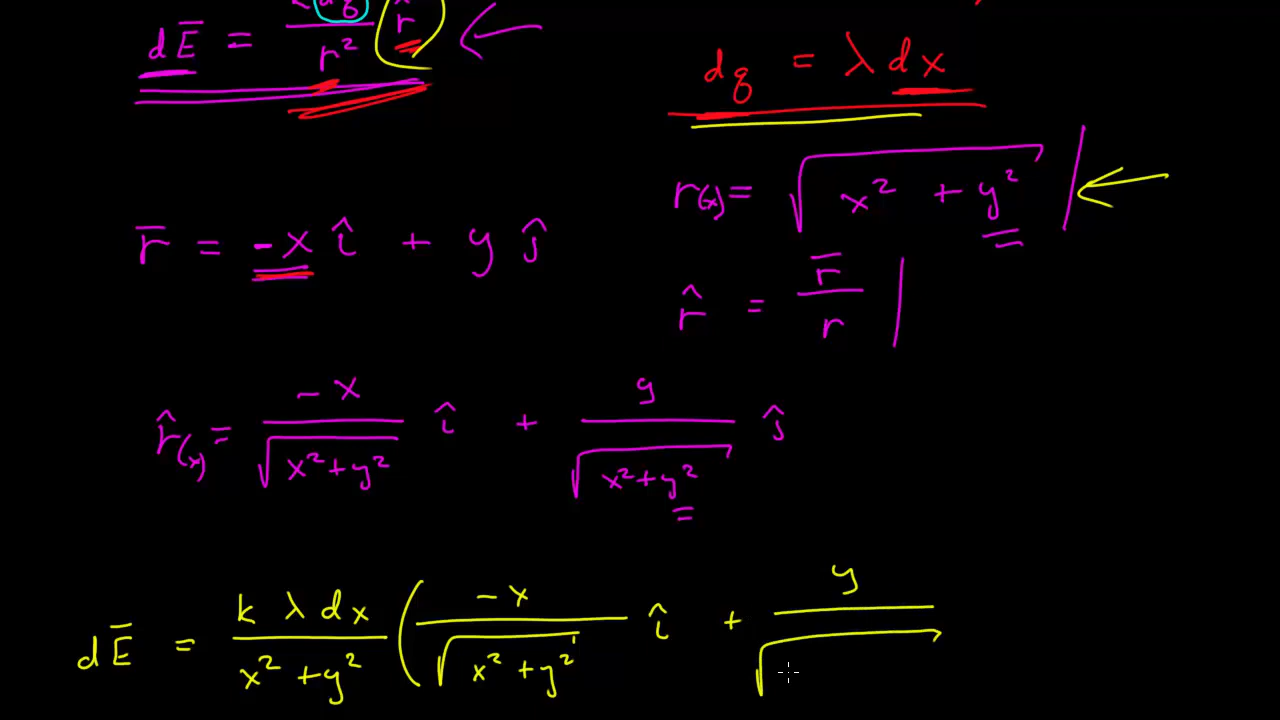 dE̅ = k dq / r² r̂
dq = λ dx
r(x) = √(x² + y²)
r̅ = -x î + y ĵ
r̂ = r̅ / r
r̂(x) = -x / √(x²+y²) î + y / √(x²+y²) ĵ
dE̅ = k λ dx / x² + y² ( -x / √(x² + y²) î + y / √